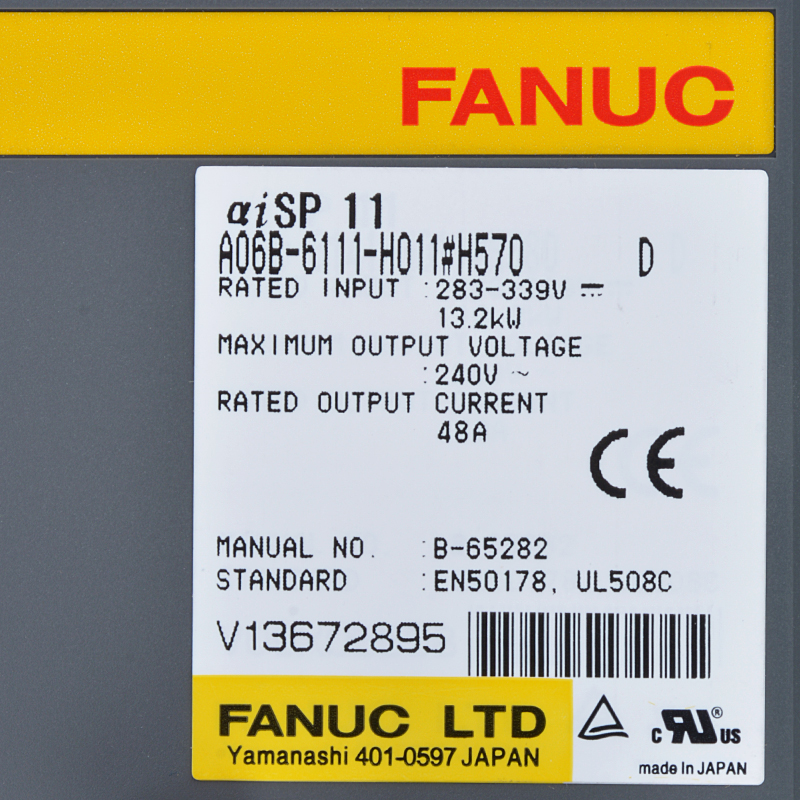 FANUC
αiSP 11
A06B-6111-H011#H570 D
RATED INPUT :283-339V ⎓
13.2kW
MAXIMUM OUTPUT VOLTAGE
:240V ~
RATED OUTPUT CURRENT
48A
CE
MANUAL NO. :B-65282
STANDARD :EN50178, UL508C
V13672895
FANUC LTD
Yamanashi 401-0597 JAPAN
c RU ® US
made In JAPAN